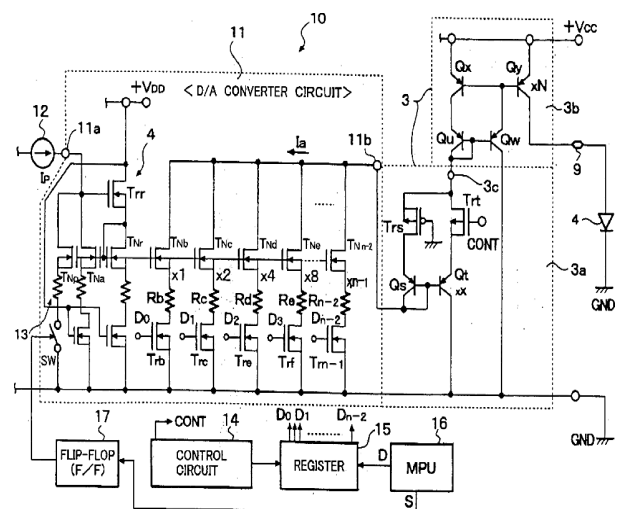 10
11
+Vcc
Qx
Qy
xN
3
3b
+VDD
< D/A CONVERTER CIRCUIT >
12
11a
4
Ia
11b
Qu
Qw
9
IP
Trr
3c
Trs
Trt
CONT
4
GND
TNp
TNa
TNr
TNb
TNc
TNd
TNe
TNn-2
x1
x2
x4
x8
xn-1
Qs
Qt
xx
3a
13
Rb
Rc
Rd
Re
Rn-2
D0
D1
D2
D3
Dn-2
SW
Trb
Trc
Tre
Trf
Trn-1
GND
17
CONT
14
D0 D1 Dn-2
15
16
FLIP-FLOP
(F/F)
CONTROL
CIRCUIT
REGISTER
D
MPU
S